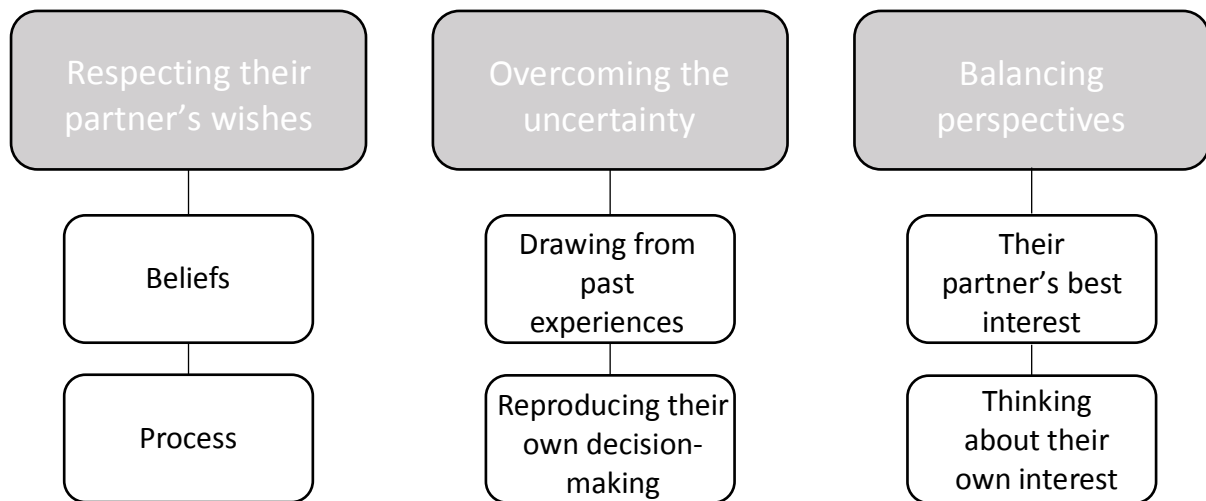 Respecting their
partner’s wishes
Beliefs
Process
Overcoming the
uncertainty
Drawing from
past
experiences
Reproducing their
own decision-
making
Balancing
perspectives
Their
partner’s best
interest
Thinking
about their
own interest